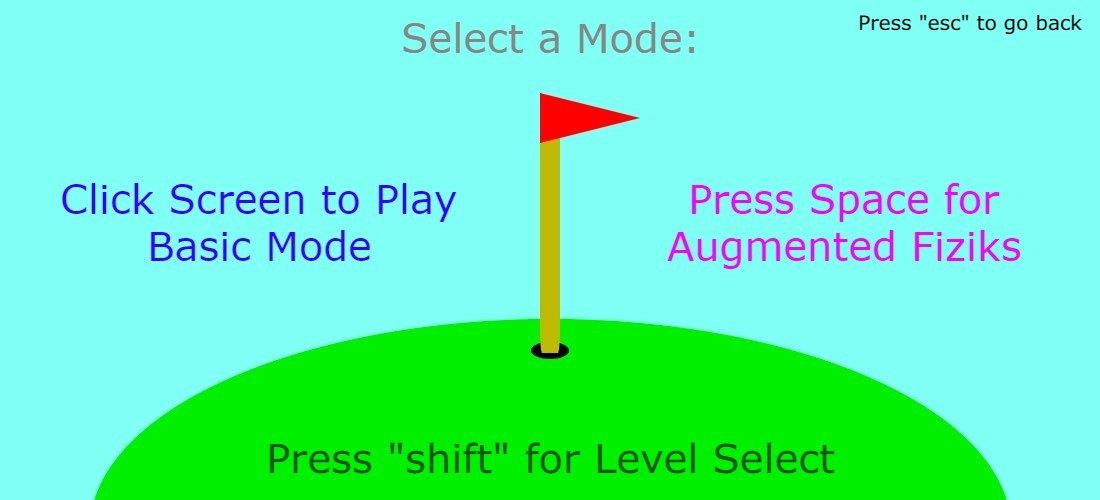 Select a Mode:
Press "esc" to go back
Click Screen to Play
Basic Mode
Press Space for
Augmented Fiziks
Press "shift" for Level Select